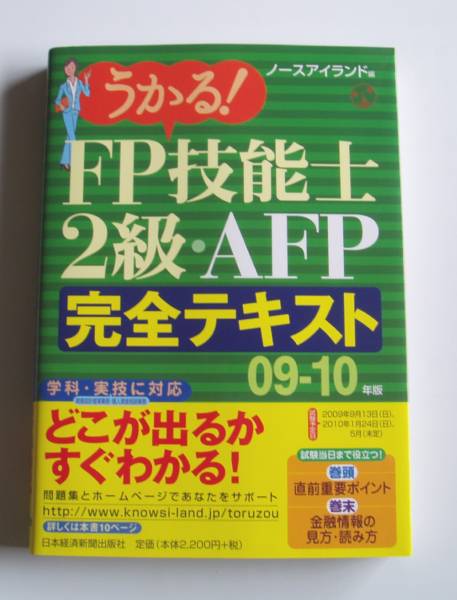 うかる!
ノースアイランド編
FP技能士
2級・AFP
完全テキスト
09-10年版
学科・実技に対応
試験予定日
2009年9月13日(日)、
2010年1月24日(日)、
5月(未定)
どこが出るか
すぐわかる!
問題集とホームページであなたをサポート
http://www.knowsi-land.jp/toruzou
詳しくは本書10ページ
日本経済新聞出版社 定価(本体2,200円+税)
試験当日まで役立つ!
巻頭
直前重要ポイント
巻末
金融情報の
見方・読み方